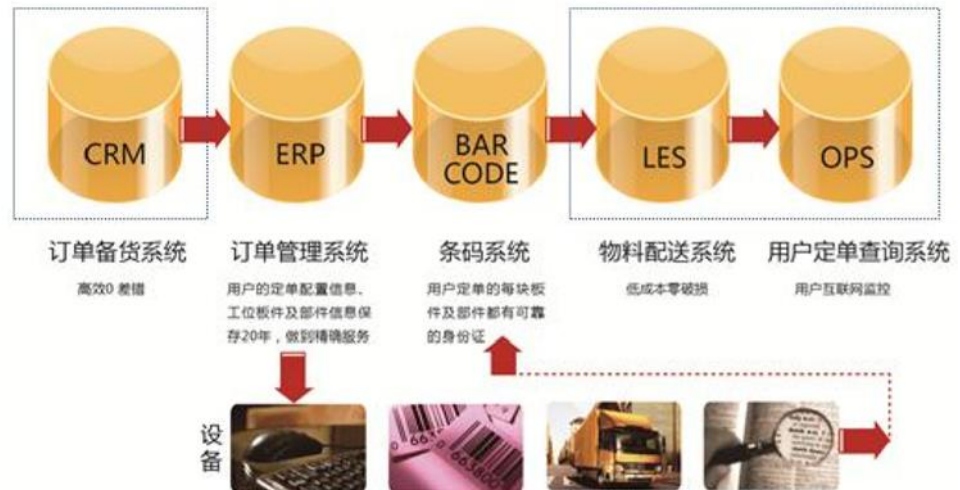 CRM
ERP
BAR
CODE
LES
OPS
订单备货系统
订单管理系统
条码系统
物料配送系统
用户定单查询系统
高效0 差错
用户的定单配置信息、
工位板件及部件信息保
存20年，做到精确服务
用户定单的每块板
件及部件都有可靠
的身份证
低成本零破损
用户互联网监控
设
备